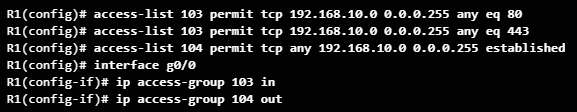 R1(config)# access-list 103 permit tcp 192.168.10.0 0.0.0.255 any eq 80
R1(config)# access-list 103 permit tcp 192.168.10.0 0.0.0.255 any eq 443
R1(config)# access-list 104 permit tcp any 192.168.10.0 0.0.0.255 established
R1(config)# interface g0/0
R1(config-if)# ip access-group 103 in
R1(config-if)# ip access-group 104 out